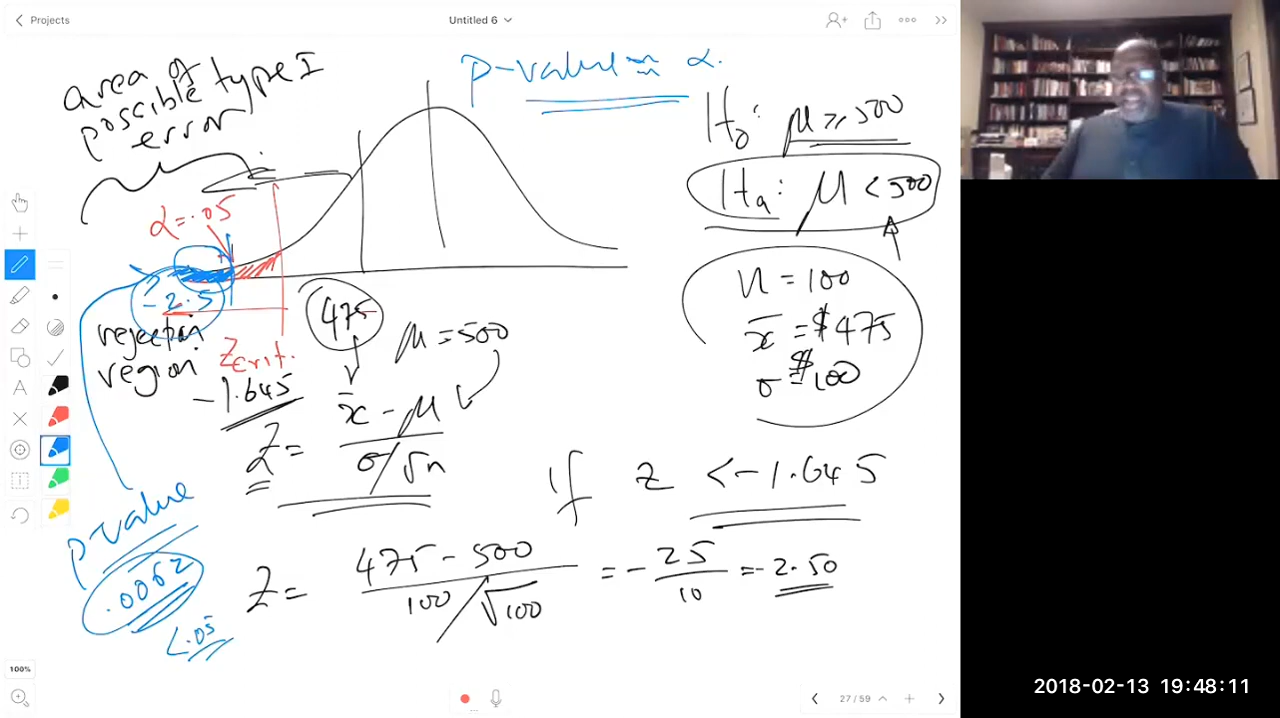 Projects
Untitled 6
area of
possible type I
error
p-value ≈ α.
H₀: μ ≥ 500
Hₐ: μ < 500
α = .05
-2.5
rejection
region
Zcrit.
-1.645
475
μ = 500
n = 100
x̄ = $475
σ = $100
Z = x̄ - μ / σ/√n
if z < -1.645
p-value
.0062
<.05
Z = 475 - 500 / 100/√100 = -25/10 = -2.50
100%
27 / 59
2018-02-13 19:48:11